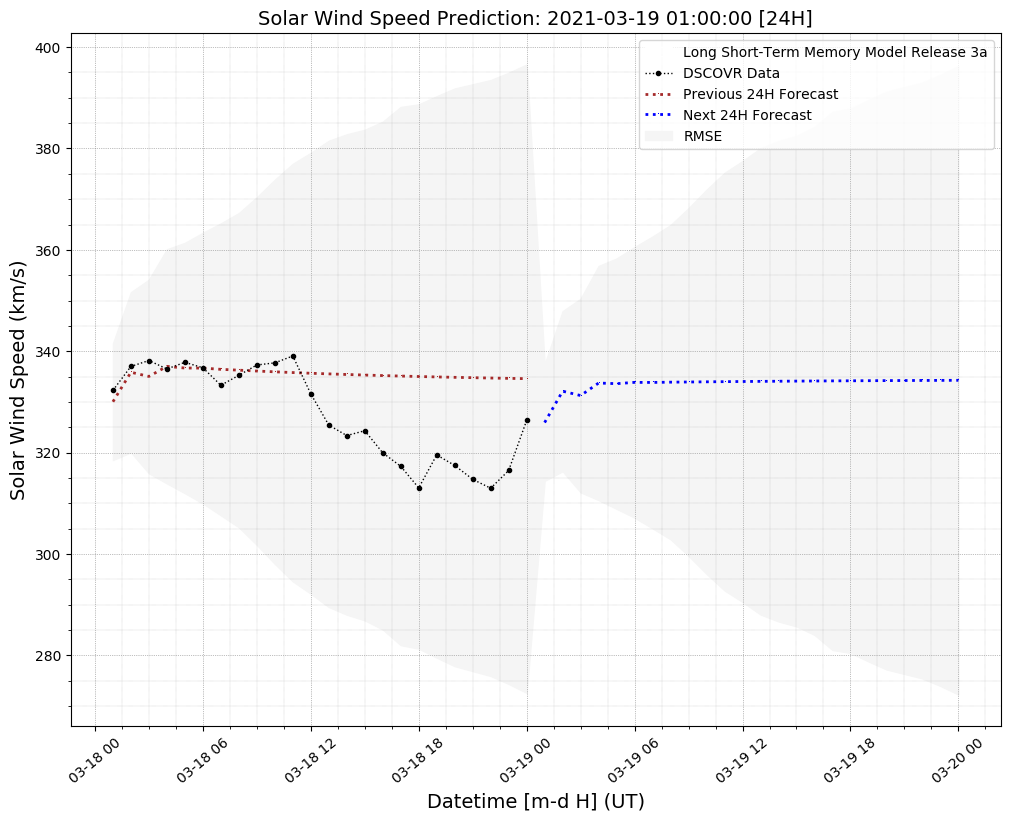 Solar Wind Speed Prediction: 2021-03-19 01:00:00 [24H]
Long Short-Term Memory Model Release 3a
DSCOVR Data
Previous 24H Forecast
Next 24H Forecast
RMSE
Solar Wind Speed (km/s)
400
380
360
340
320
300
280
03-18 00
03-18 06
03-18 12
03-18 18
03-19 00
03-19 06
03-19 12
03-19 18
03-20 00
Datetime [m-d H] (UT)